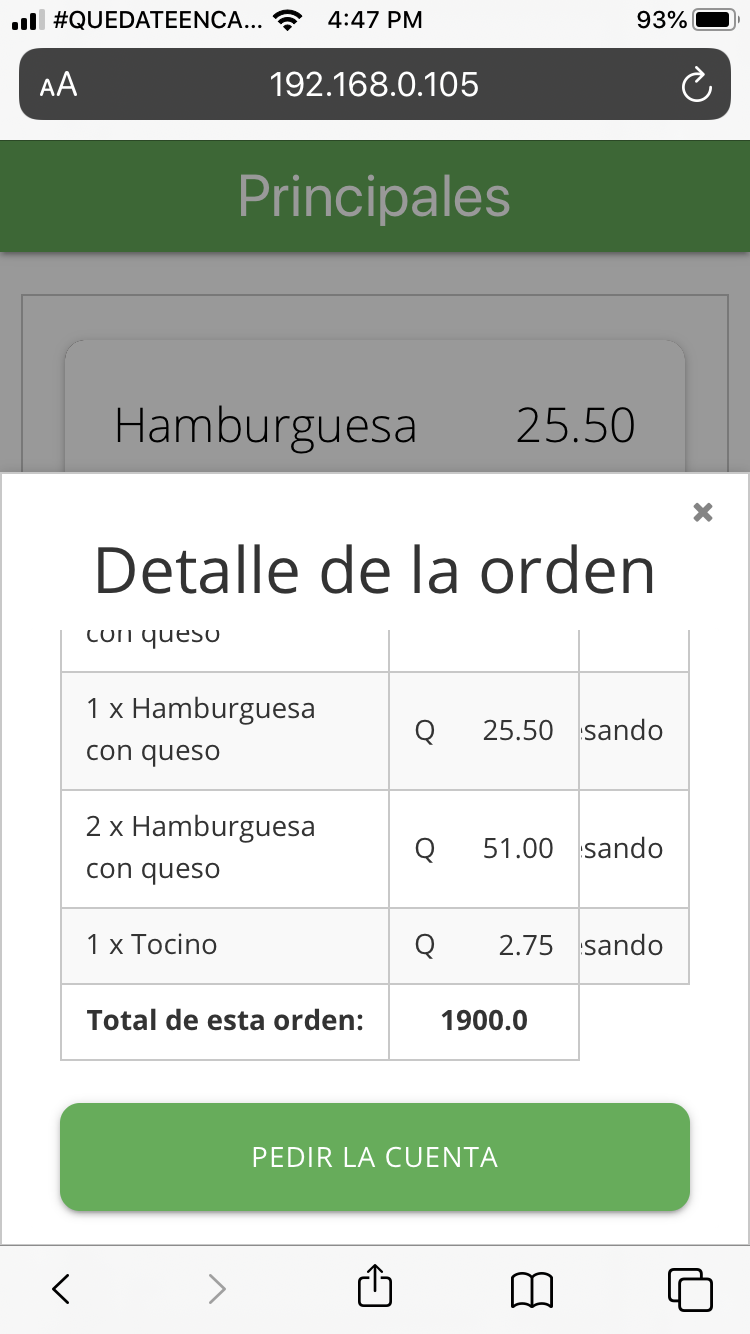 #QUEDATEENCA... 4:47 PM 93%
AA 192.168.0.105
Principales
Hamburguesa 25.50
Detalle de la orden
con queso
1 x Hamburguesa
con queso
Q 25.50 sando
2 x Hamburguesa
con queso
Q 51.00 sando
1 x Tocino Q 2.75 sando
Total de esta orden: 1900.0
PEDIR LA CUENTA